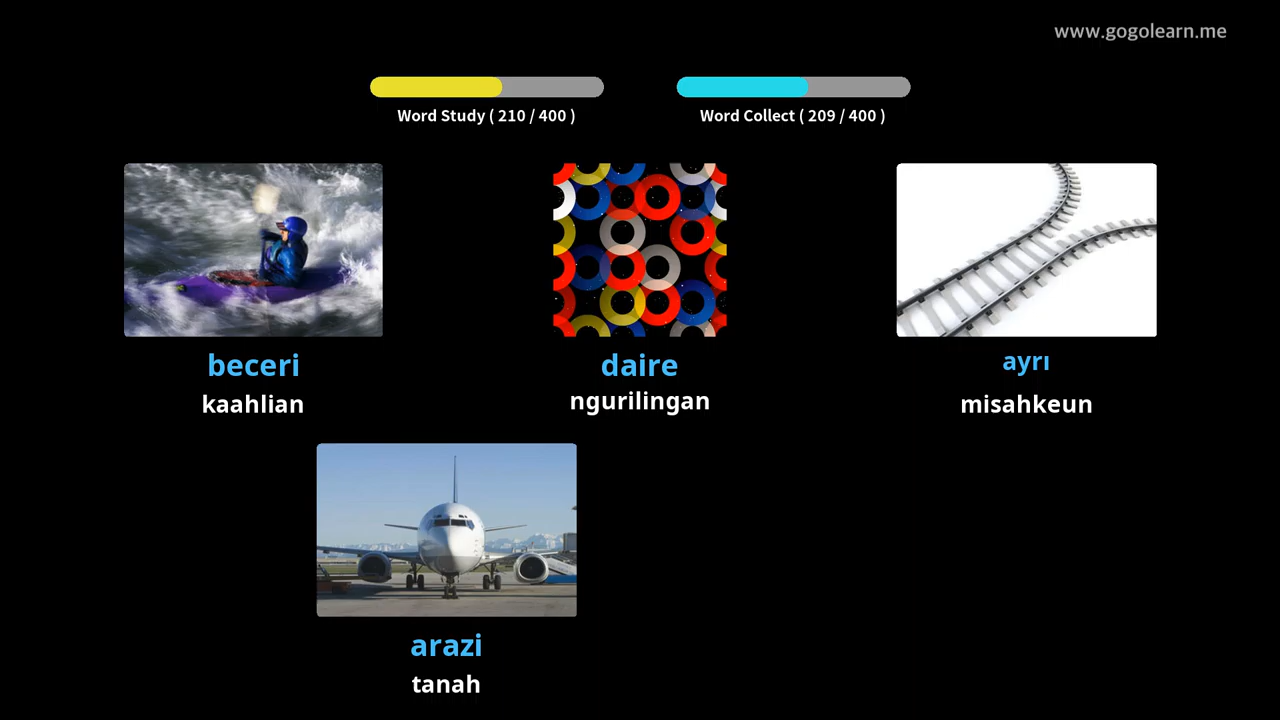 www.gogolearn.me
Word Study ( 210 / 400 )
Word Collect ( 209 / 400 )
beceri
kaahlian
daire
ngurilingan
ayrı
misahkeun
arazi
tanah